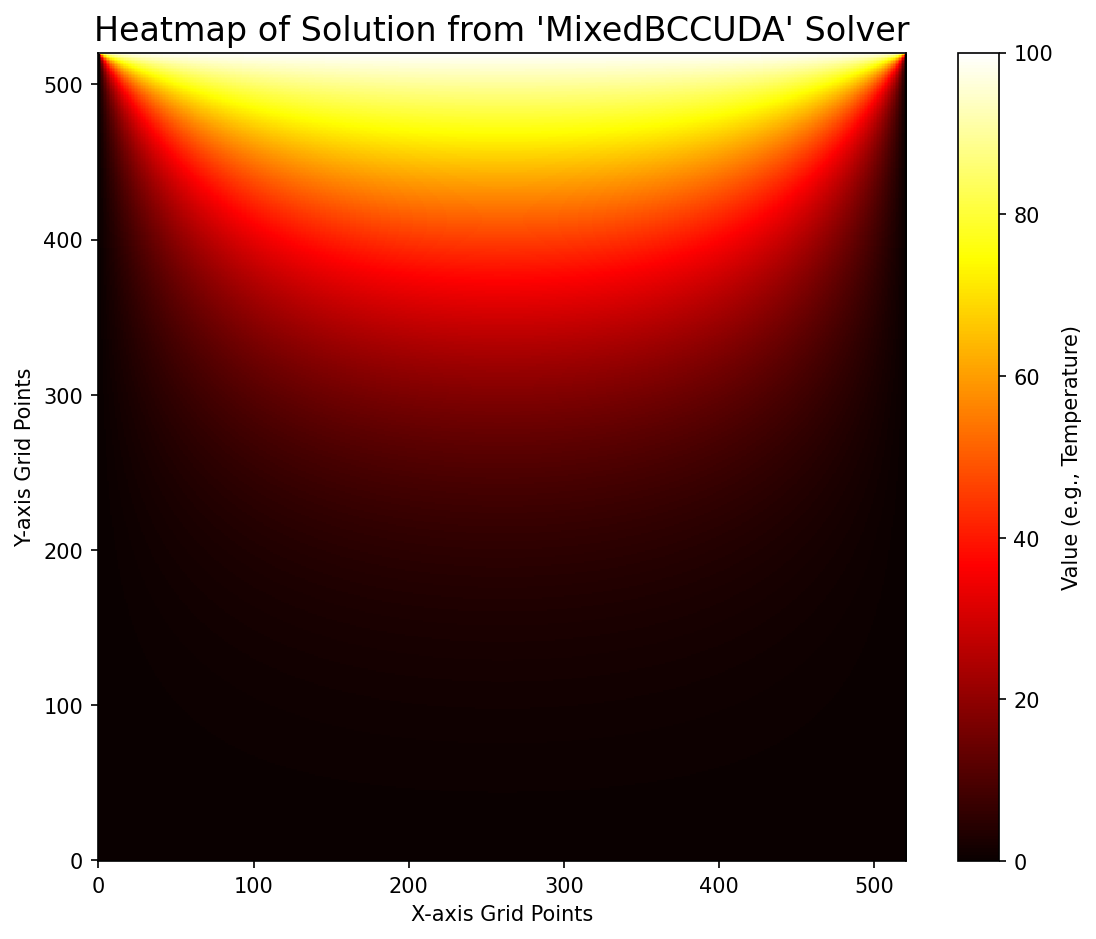 Heatmap of Solution from 'MixedBCCUDA' Solver
Y-axis Grid Points
500
400
300
200
100
0
0 100 200 300 400 500
X-axis Grid Points
100
80
60
40
20
0
Value (e.g., Temperature)